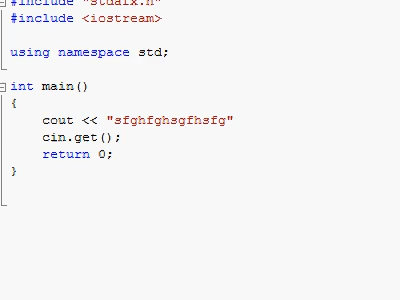 #include "stdafx.h"
#include <iostream>
using namespace std;
int main()
{
cout << "sfghfghsgfhsfg"
cin.get();
return 0;
}